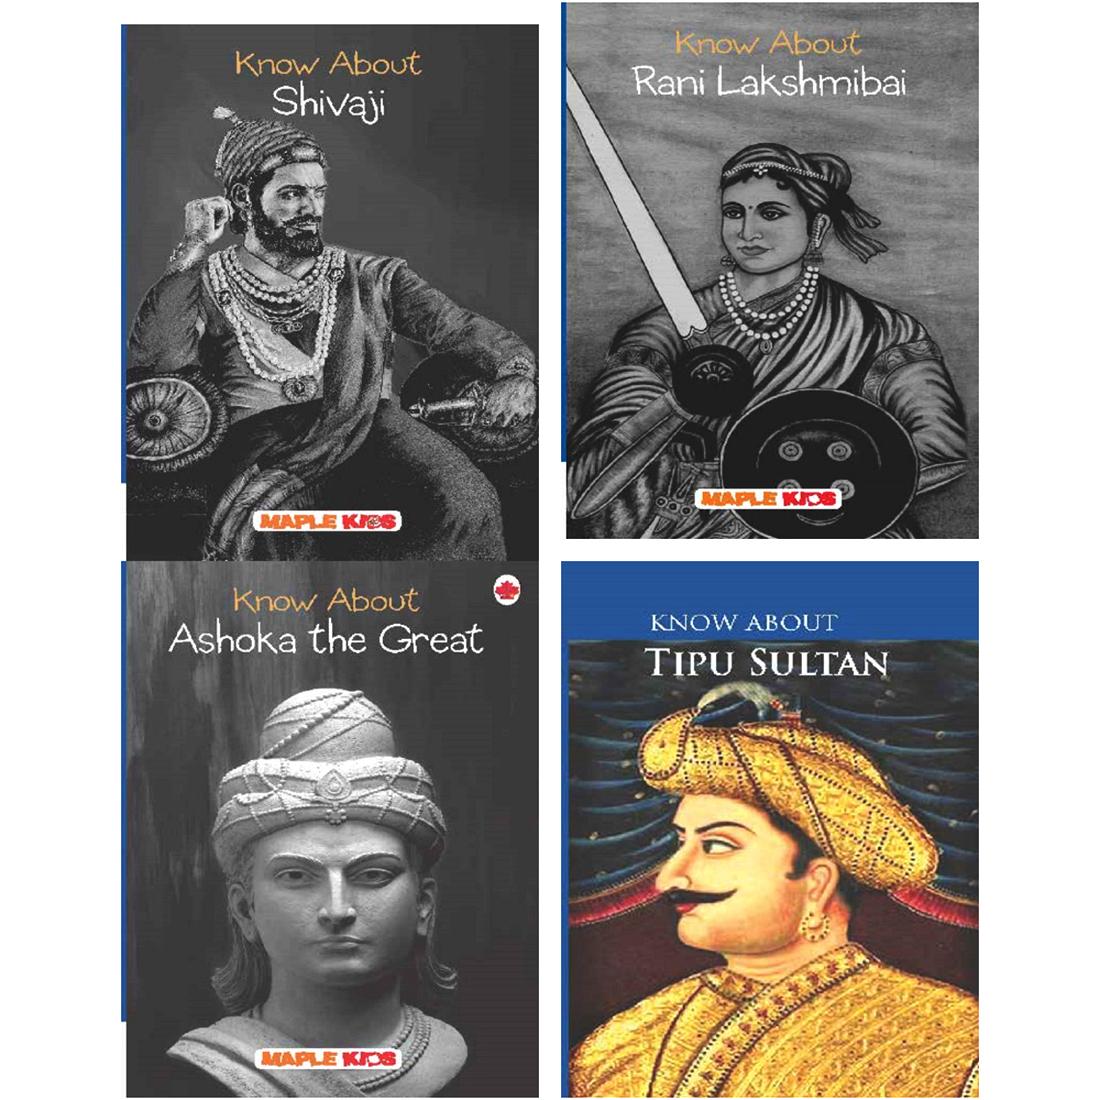 Know About
Shivaji
MAPLE KIDS
Know About
Rani Lakshmibai
MAPLE KIDS
Know About
Ashoka the Great
MAPLE KIDS
KNOW ABOUT
TIPU SULTAN